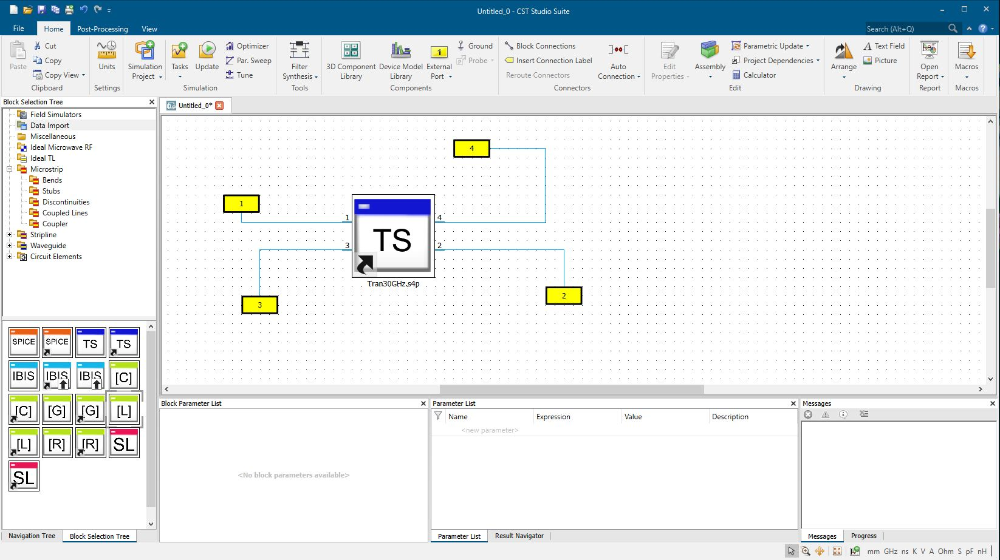 Untitled_0 - CST Studio Suite
File Home Post-Processing View Search (Alt+Q)
Paste
Cut
Copy
Copy View
Clipboard
Units
Settings
Simulation Project
Tasks
Update
Optimizer
Par. Sweep
Tune
Simulation
Filter Synthesis
Tools
3D Component Library
Device Model Library
1
External Port
Ground
Probe
Components
Block Connections
Insert Connection Label
Reroute Connectors
Auto Connection
Connectors
Edit Properties
Assembly
Parametric Update
Project Dependencies
Calculator
Edit
Arrange
Text Field
Picture
Drawing
Open Report
Report
Macros
Macros
Block Selection Tree
Field Simulators
Data Import
Miscellaneous
Ideal Microwave RF
Ideal TL
Microstrip
Bends
Stubs
Discontinuities
Coupled Lines
Coupler
Stripline
Waveguide
Circuit Elements
SPICE SPICE TS TS
IBIS IBIS IBIS [C]
[C] [G] [G] [L]
[L] [R] [R] SL
SL
Navigation Tree Block Selection Tree
Untitled_0*
4
1
1 4
TS
3 2
Tran30GHz.s4p
2
3
Block Parameter List
<No block parameters available>
Parameter List
Name Expression Value Description
<new parameter>
Parameter List Result Navigator
Messages
Messages Progress
mm GHz ns K V A Ohm S pF nH